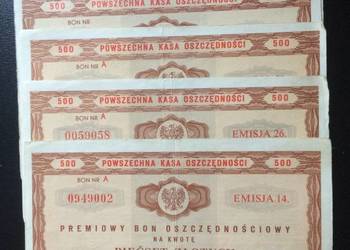 500 POWSZECHNA KASA OSZCZĘDNOŚCI 500
BON NR A
500 POWSZECHNA KASA OSZCZĘDNOŚCI 500
BON NR A
500 POWSZECHNA KASA OSZCZĘDNOŚCI 500
BON NR A
0059058 EMISJA 26.
500 POWSZECHNA KASA OSZCZĘDNOŚCI 500
BON NR A
0949002 EMISJA 14.
PREMIOWY BON OSZCZĘDNOŚCIOWY
NA KWOTĘ